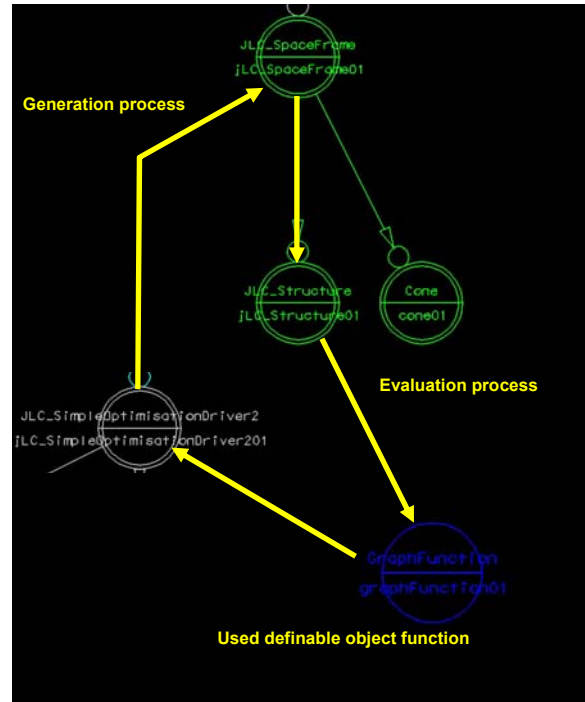 JLC_SpaceFrame
jLC_SpaceFrame01
Generation process
JLC_Structure
jLC_Structure01
Cone
cone01
Evaluation process
JLC_SimpleOptimisationDriver2
jLC_SimpleOptimisationDriver201
GraphFunction
graphFunction01
Used definable object function